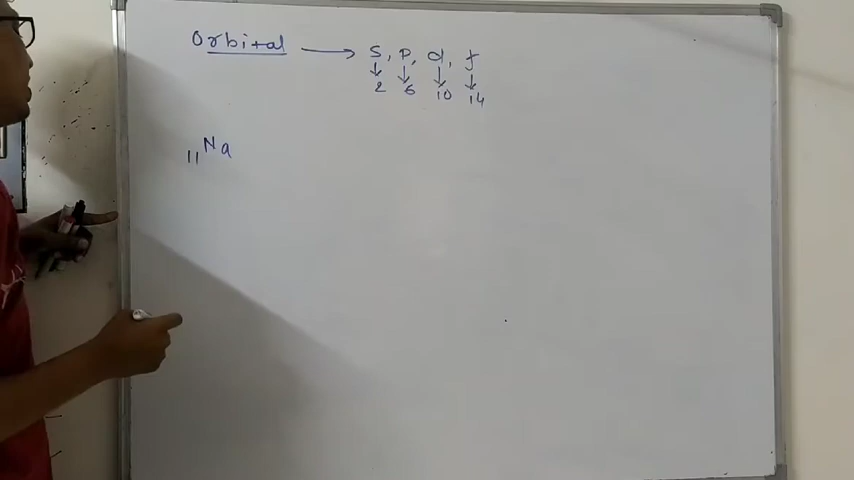 Orbital → s, p, d, f
↓ ↓ ↓ ↓
2 6 10 14
₁₁Na